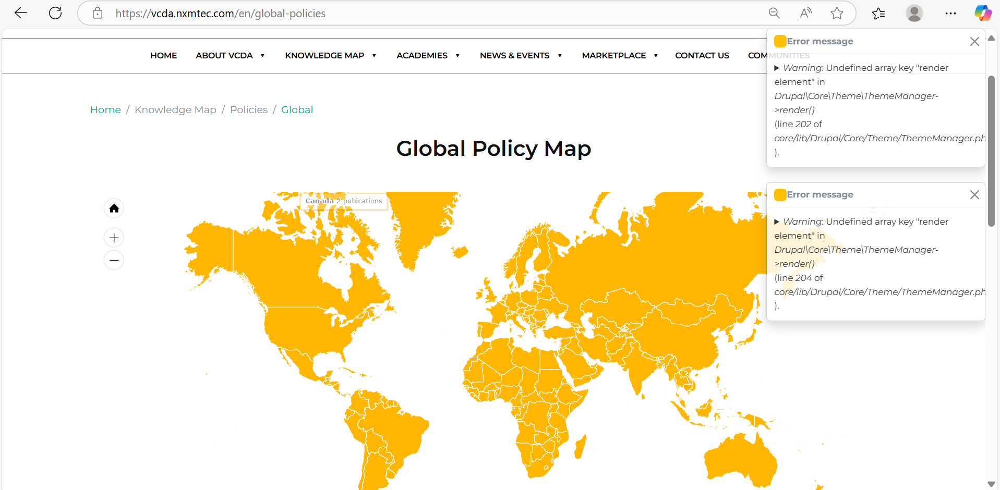 https://vcda.nxmtec.com/en/global-policies
HOME ABOUT VCDA KNOWLEDGE MAP ACADEMIES NEWS & EVENTS MARKETPLACE CONTACT US COMMUNITIES
Home / Knowledge Map / Policies / Global
Global Policy Map
Canada 2 pubications
Error message
Warning: Undefined array key "render
element" in
Drupal\Core\Theme\ThemeManager-
>render()
(line 202 of
core/lib/Drupal/Core/Theme/ThemeManager.ph
).
Error message
Warning: Undefined array key "render
element" in
Drupal\Core\Theme\ThemeManager-
>render()
(line 204 of
core/lib/Drupal/Core/Theme/ThemeManager.ph
).